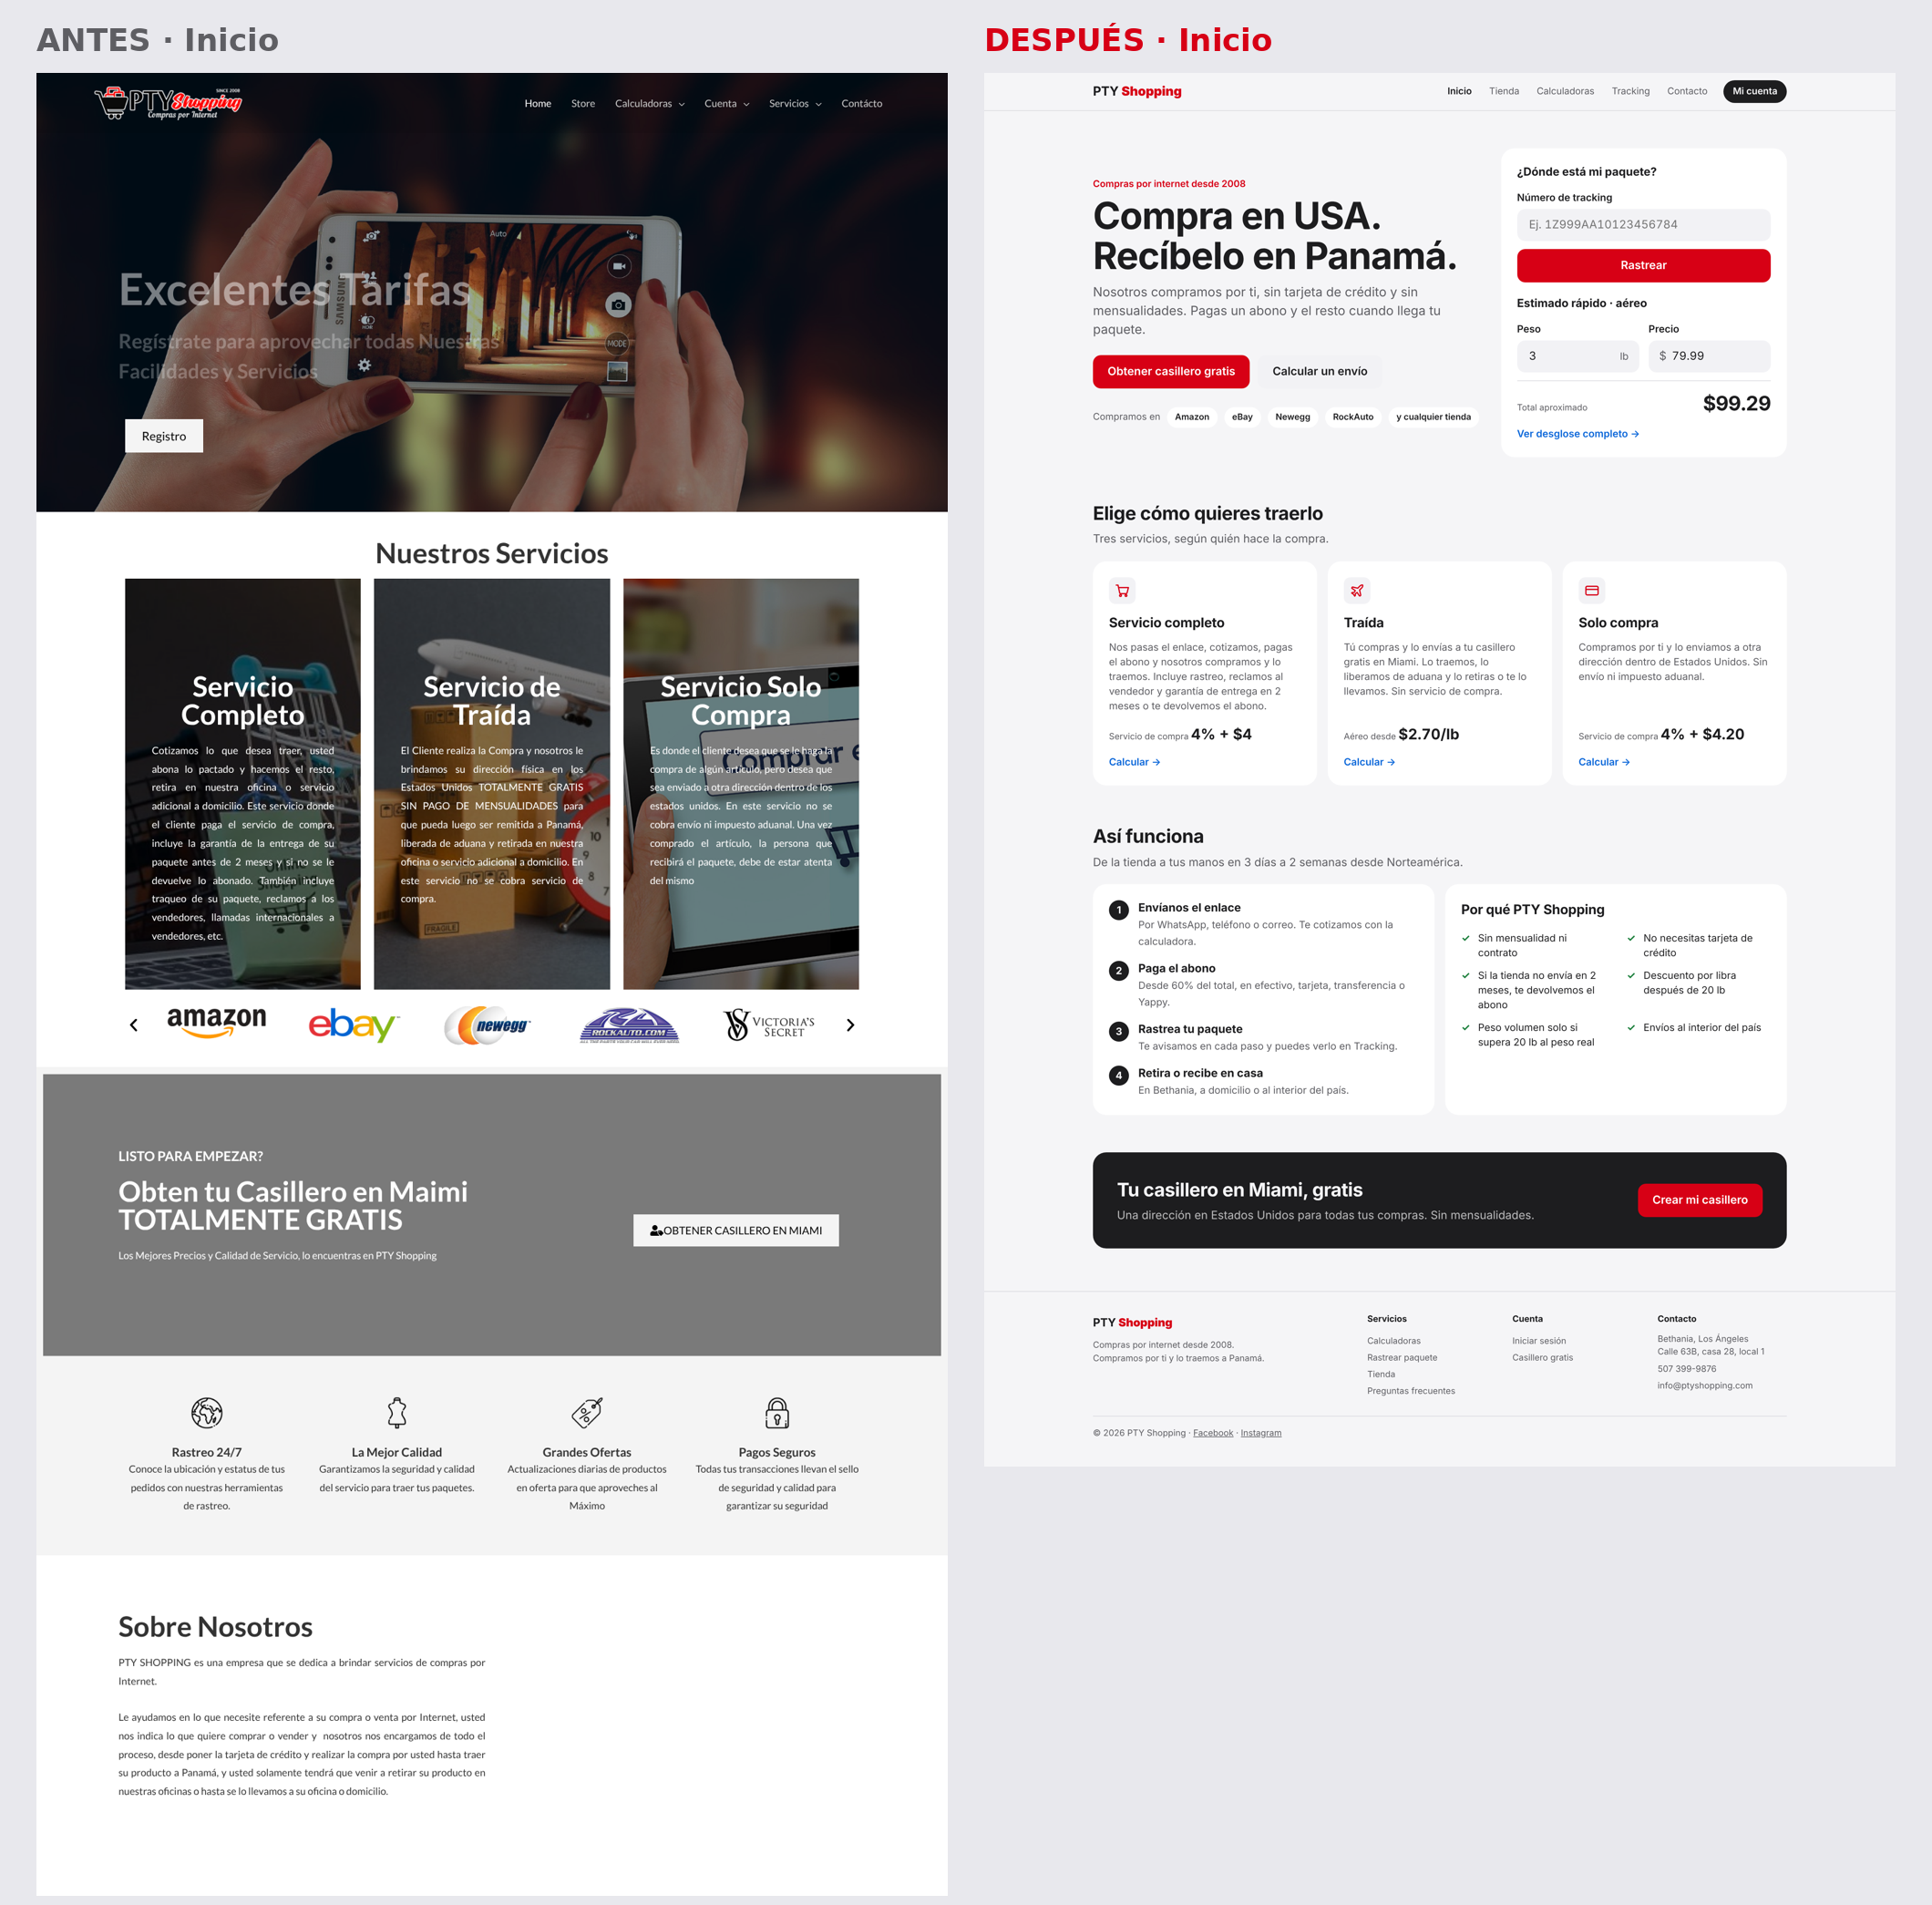 ANTES · Inicio
SINCE 2008
PTY Shopping
Compras por Internet
Home
Store
Calculadoras
Cuenta
Servicios
Contácto
Auto
SAMSUNG
MODE
Excelentes Tarifas
Regístrate para aprovechar todas Nuestras
Facilidades y Servicios
Registro
Nuestros Servicios
Servicio
Completo
Cotizamos lo que desea traer, usted
abona lo pactado y hacemos el resto,
retira en nuestra oficina o servicio
adicional a domicilio. Este servicio donde
el cliente paga el servicio de compra,
incluye la garantía de la entrega de su
paquete antes de 2 meses y si no se le
devuelve lo abonado. También incluye
traqueo de su paquete, reclamos a los
vendedores, llamadas internacionales a
vendedores, etc.
Servicio de
Traída
El Cliente realiza la Compra y nosotros le
brindamos su dirección física en los
Estados Unidos TOTALMENTE GRATIS
SIN PAGO DE MENSUALIDADES para
que pueda luego ser remitida a Panamá,
liberada de aduana y retirada en nuestra
oficina o servicio adicional a domicilio. En
este servicio no se cobra servicio de
compra.
FRAGILE
Servicio Solo
Compra
Es donde el cliente desea que se le haga la
compra de algún artículo, pero desea que
sea enviado a otra dirección dentro de los
estados unidos. En este servicio no se
cobra envío ni impuesto aduanal. Una vez
comprado el artículo, la persona que
recibirá el paquete, debe de estar atenta
del mismo
Comprar e
amazon
ebay
newegg
ROCKAUTO.COM
ALL THE PARTS YOUR CAR WILL EVER NEED
VS VICTORIA'S
SECRET
LISTO PARA EMPEZAR?
Obten tu Casillero en Maimi
TOTALMENTE GRATIS
Los Mejores Precios y Calidad de Servicio, lo encuentras en PTY Shopping
OBTENER CASILLERO EN MIAMI
Rastreo 24/7
Conoce la ubicación y estatus de tus
pedidos con nuestras herramientas
de rastreo.
La Mejor Calidad
Garantizamos la seguridad y calidad
del servicio para traer tus paquetes.
Grandes Ofertas
Actualizaciones diarias de productos
en oferta para que aproveches al
Máximo
Pagos Seguros
Todas tus transacciones llevan el sello
de seguridad y calidad para
garantizar su seguridad
Sobre Nosotros
PTY SHOPPING es una empresa que se dedica a brindar servicios de compras por
Internet.
Le ayudamos en lo que necesite referente a su compra o venta por Internet, usted
nos indica lo que quiere comprar o vender y nosotros nos encargamos de todo el
proceso, desde poner la tarjeta de crédito y realizar la compra por usted hasta traer
su producto a Panamá, y usted solamente tendrá que venir a retirar su producto en
nuestras oficinas o hasta se lo llevamos a su oficina o domicilio.
DESPUÉS · Inicio
PTY Shopping
Inicio
Tienda
Calculadoras
Tracking
Contacto
Mi cuenta
Compras por internet desde 2008
Compra en USA.
Recíbelo en Panamá.
Nosotros compramos por ti, sin tarjeta de crédito y sin
mensualidades. Pagas un abono y el resto cuando llega tu
paquete.
Obtener casillero gratis
Calcular un envío
Compramos en
Amazon
eBay
Newegg
RockAuto
y cualquier tienda
¿Dónde está mi paquete?
Número de tracking
Ej. 1Z999AA10123456784
Rastrear
Estimado rápido · aéreo
Peso
Precio
3 lb
$ 79.99
Total aproximado
$99.29
Ver desglose completo →
Elige cómo quieres traerlo
Tres servicios, según quién hace la compra.
Servicio completo
Nos pasas el enlace, cotizamos, pagas
el abono y nosotros compramos y lo
traemos. Incluye rastreo, reclamos al
vendedor y garantía de entrega en 2
meses o te devolvemos el abono.
Servicio de compra 4% + $4
Calcular →
Traída
Tú compras y lo envías a tu casillero
gratis en Miami. Lo traemos, lo
liberamos de aduana y lo retiras o te lo
llevamos. Sin servicio de compra.
Aéreo desde $2.70/lb
Calcular →
Solo compra
Compramos por ti y lo enviamos a otra
dirección dentro de Estados Unidos. Sin
envío ni impuesto aduanal.
Servicio de compra 4% + $4.20
Calcular →
Así funciona
De la tienda a tus manos en 3 días a 2 semanas desde Norteamérica.
1 Envíanos el enlace
Por WhatsApp, teléfono o correo. Te cotizamos con la
calculadora.
2 Paga el abono
Desde 60% del total, en efectivo, tarjeta, transferencia o
Yappy.
3 Rastrea tu paquete
Te avisamos en cada paso y puedes verlo en Tracking.
4 Retira o recibe en casa
En Bethania, a domicilio o al interior del país.
Por qué PTY Shopping
Sin mensualidad ni
contrato
No necesitas tarjeta de
crédito
Si la tienda no envía en 2
meses, te devolvemos el
abono
Descuento por libra
después de 20 lb
Peso volumen solo si
supera 20 lb al peso real
Envíos al interior del país
Tu casillero en Miami, gratis
Una dirección en Estados Unidos para todas tus compras. Sin mensualidades.
Crear mi casillero
PTY Shopping
Compras por internet desde 2008.
Compramos por ti y lo traemos a Panamá.
Servicios
Calculadoras
Rastrear paquete
Tienda
Preguntas frecuentes
Cuenta
Iniciar sesión
Casillero gratis
Contacto
Bethania, Los Ángeles
Calle 63B, casa 28, local 1
507 399-9876
info@ptyshopping.com
© 2026 PTY Shopping · Facebook · Instagram